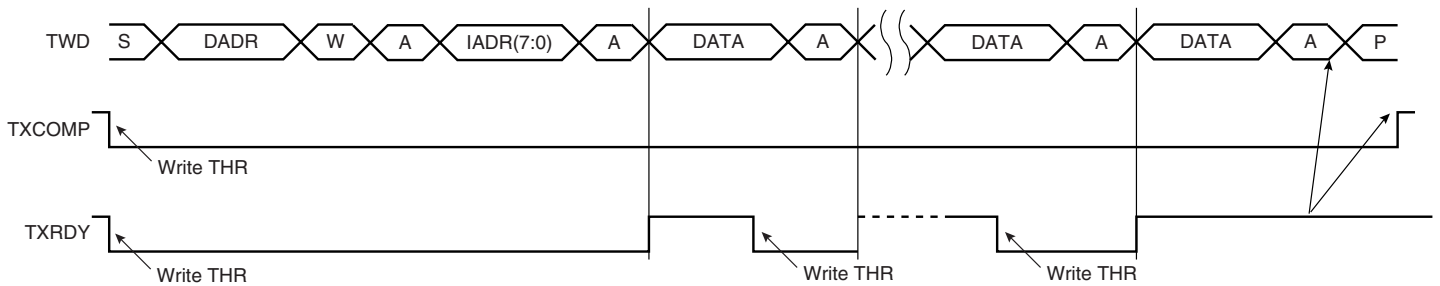 TWD S DADR W A IADR(7:0) A DATA A DATA A DATA A P
TXCOMP
Write THR
TXRDY
Write THR Write THR Write THR